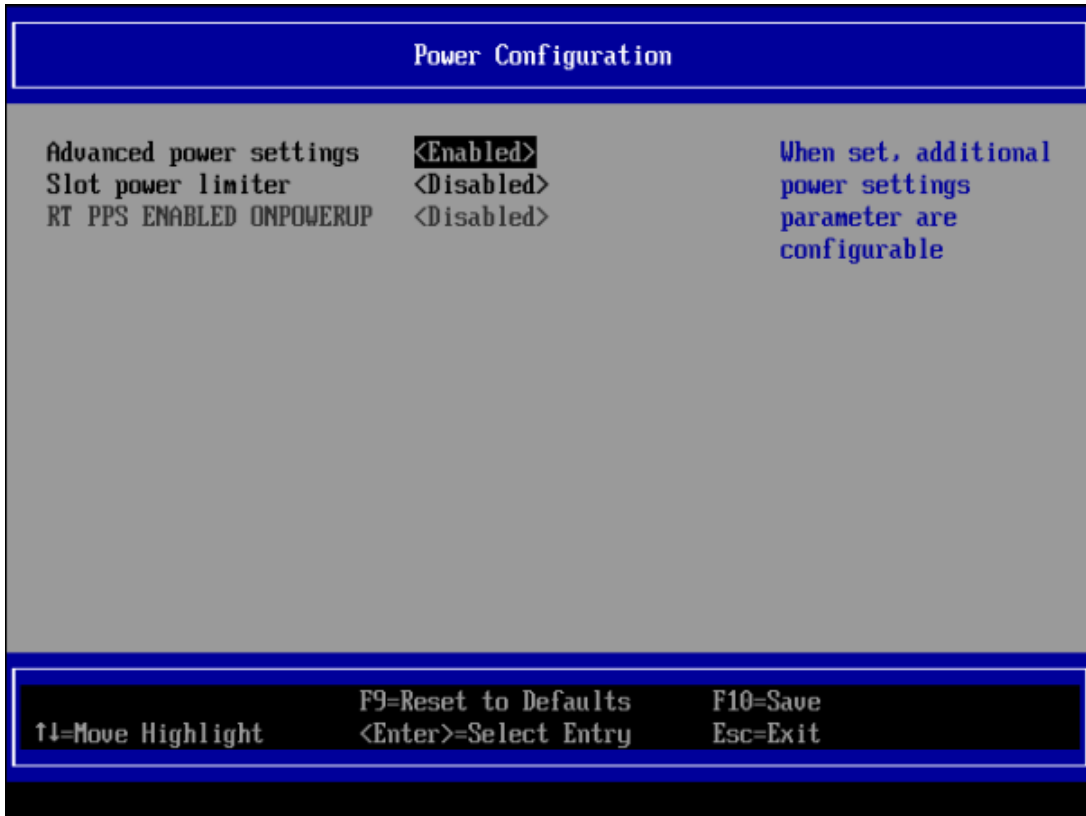 Power Configuration
Advanced power settings <Enabled>
Slot power limiter <Disabled>
RT PPS ENABLED ONPOWERUP <Disabled>
When set, additional
power settings
parameter are
configurable
F9=Reset to Defaults F10=Save
↑↓=Move Highlight <Enter>=Select Entry Esc=Exit